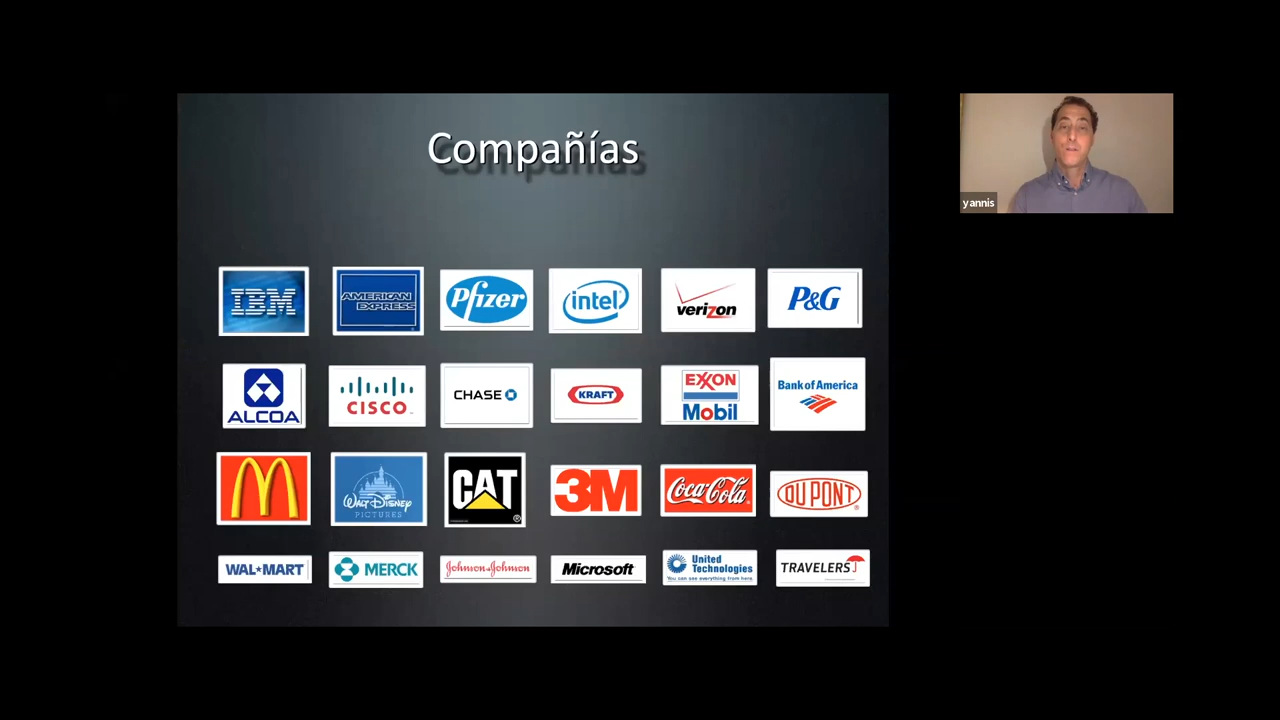 Compañías
yannis
IBM
AMERICAN
EXPRESS
Pfizer
intel
verizon
P&G
ALCOA
CISCO
CHASE
KRAFT
EXXON
Mobil
Bank of America
M
WALT DISNEY
PICTURES
CAT
3M
Coca-Cola
DU PONT
WAL★MART
MERCK
Johnson & Johnson
Microsoft
United
Technologies
You can see everything from here.
TRAVELERS